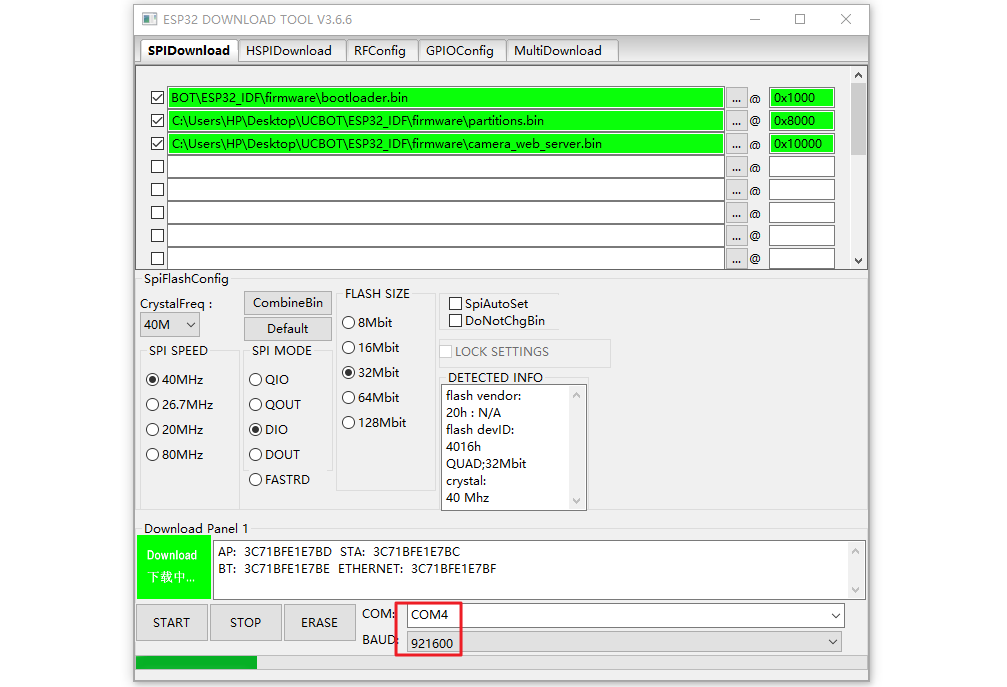 ESP32 DOWNLOAD TOOL V3.6.6
SPIDownload HSPIDownload RFConfig GPIOConfig MultiDownload
BOT\ESP32_IDF\firmware\bootloader.bin ... @ 0x1000
C:\Users\HP\Desktop\UCBOT\ESP32_IDF\firmware\partitions.bin ... @ 0x8000
C:\Users\HP\Desktop\UCBOT\ESP32_IDF\firmware\camera_web_server.bin ... @ 0x10000
... @
... @
... @
... @
... @
SpiFlashConfig
CrystalFreq :
40M
CombineBin
Default
SPI SPEED
40MHz
26.7MHz
20MHz
80MHz
SPI MODE
QIO
QOUT
DIO
DOUT
FASTRD
FLASH SIZE
8Mbit
16Mbit
32Mbit
64Mbit
128Mbit
SpiAutoSet
DoNotChgBin
LOCK SETTINGS
DETECTED INFO
flash vendor:
20h : N/A
flash devID:
4016h
QUAD;32Mbit
crystal:
40 Mhz
Download Panel 1
Download
下载中...
AP: 3C71BFE1E7BD STA: 3C71BFE1E7BC
BT: 3C71BFE1E7BE ETHERNET: 3C71BFE1E7BF
START STOP ERASE
COM: COM4
BAUD: 921600